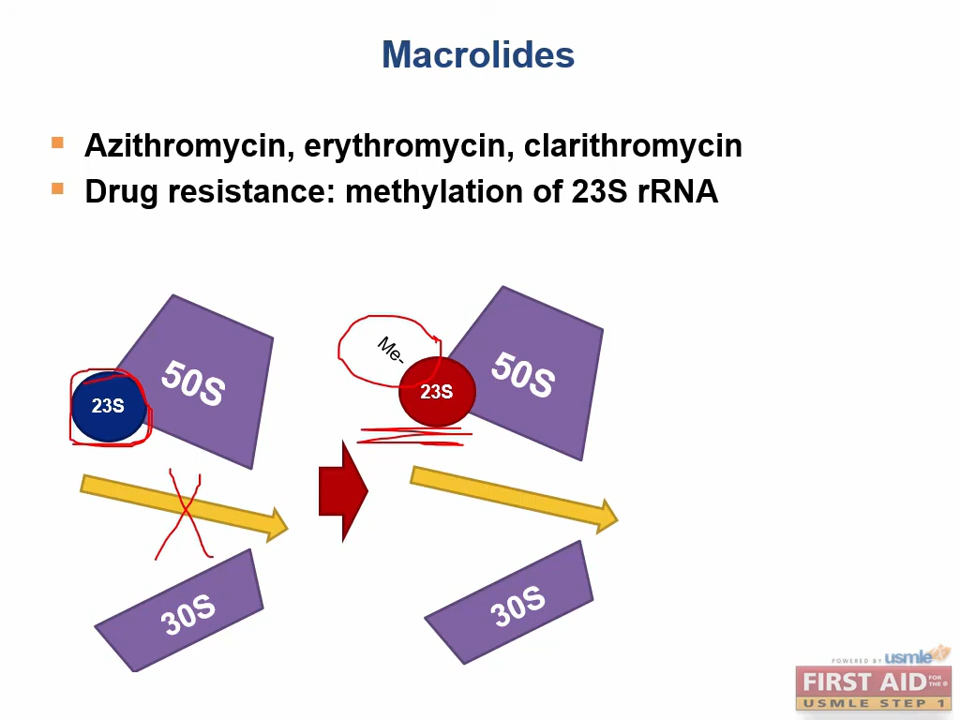 Macrolides
Azithromycin, erythromycin, clarithromycin
Drug resistance: methylation of 23S rRNA
50S
23S
30S
Me-
50S
23S
30S
POWERED BY usmle
FIRST AID FOR THE ®
USMLE STEP 1